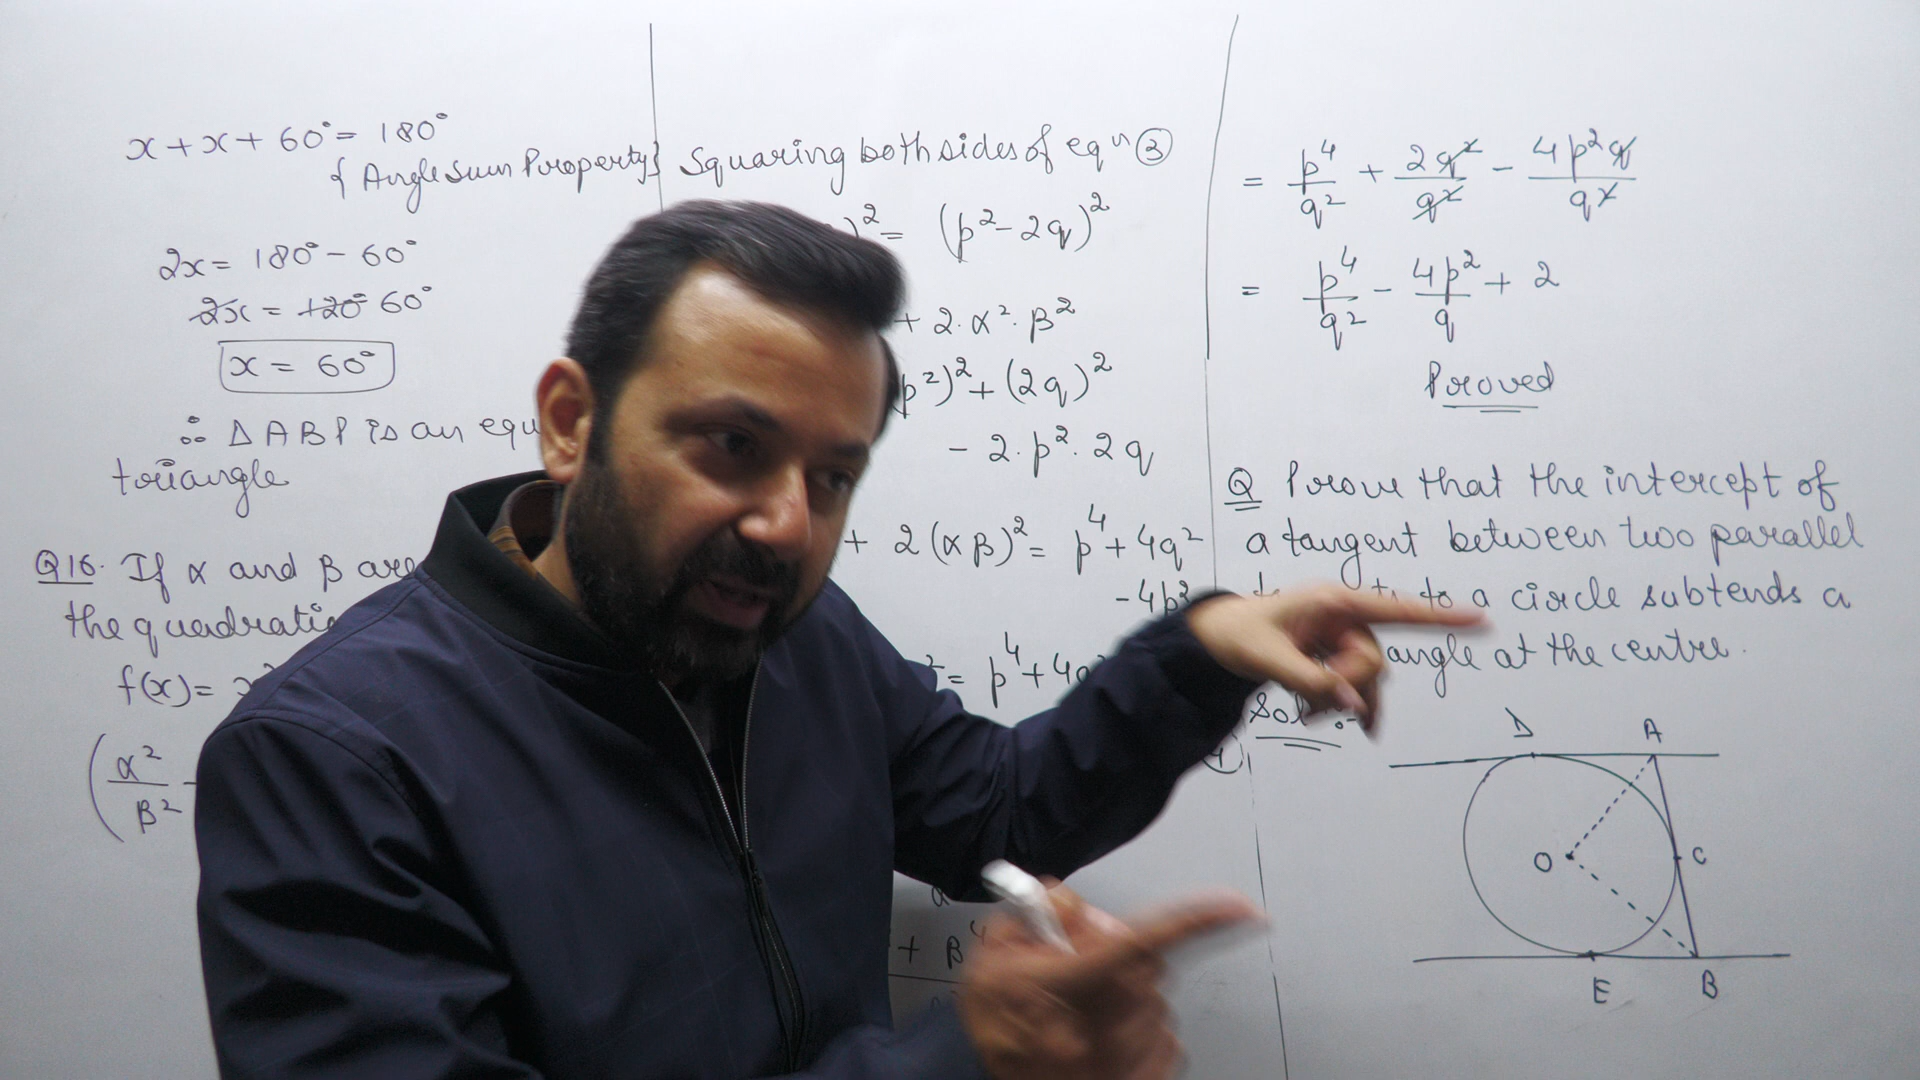 x + x + 60° = 180°
{Angle Sum Property}
2x = 180° - 60°
2x = 120° 60°
x = 60°
∴ Δ ABP is an equ
triangle
Q16. If α and β are
the quadratic
f(x) =
(α²/β² -
Squaring both sides of eqⁿ ③
)² = (p² - 2q)²
+ 2·α²·β²
p²)² + (2q)²
- 2·p²·2q
+ 2(αβ)² = p⁴ + 4q²
- 4p²
² = p⁴ + 4q
+ β⁴
= p⁴/q² + 2q²/q² - 4p²q/q²
= p⁴/q² - 4p²/q + 2
Proved
Q Prove that the intercept of
a tangent between two parallel
to a circle subtends a
angle at the centre.
Sol :-
D A
O C
E B